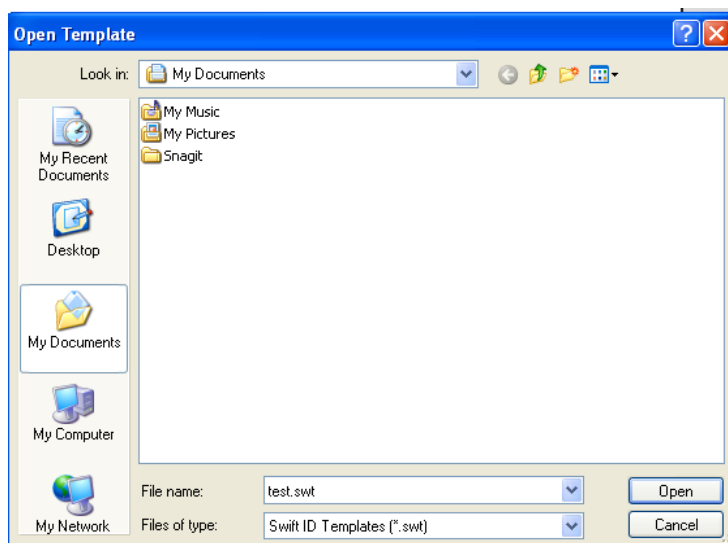 Open Template
Look in: My Documents
My Music
My Pictures
Snagit
My Recent
Documents
Desktop
My Documents
My Computer
My Network
File name: test.swt Open
Files of type: Swift ID Templates (*.swt) Cancel